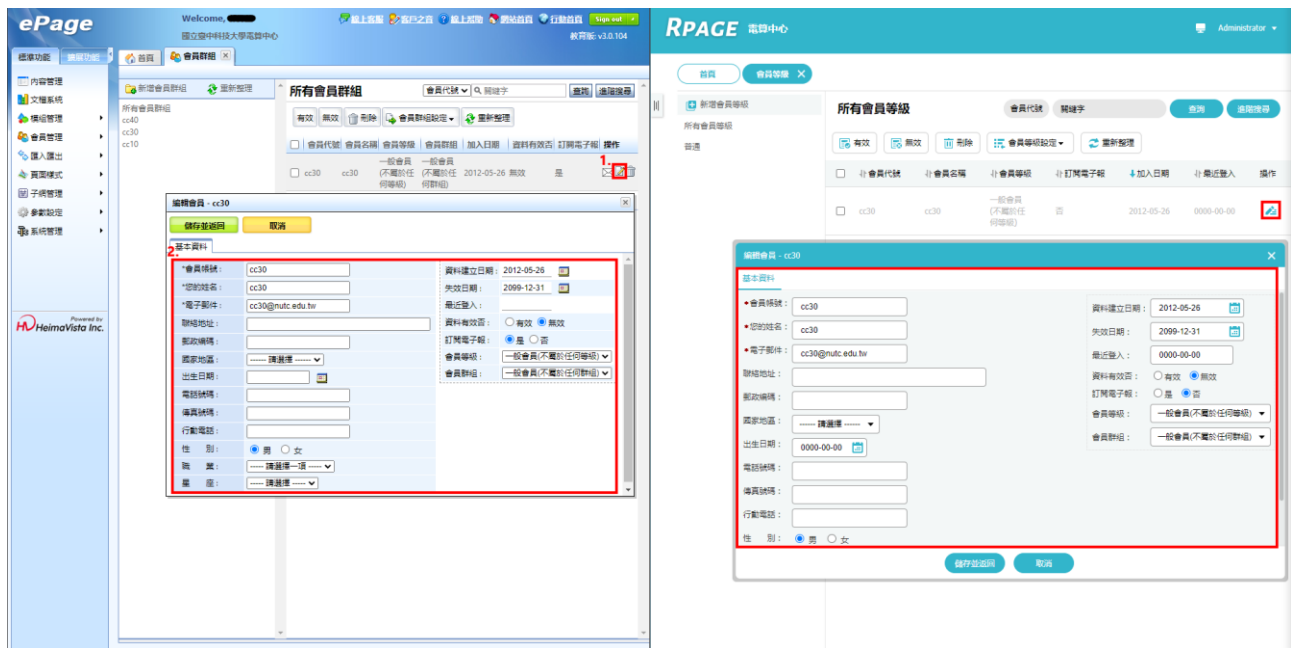 ePage
Welcome,
國立臺中科技大學電算中心
線上客服 客戶之音 線上幫助 網站首頁 行動首頁 Sign out
教育版: v3.0.104
標準功能
首頁 會員群組
內容管理
文檔系統
模組管理
會員管理
匯入匯出
頁面樣式
子網管理
參數設定
系統管理
Powered by
HeimaVista Inc.
新增會員群組 重新整理
所有會員群組
cc40
cc30
cc10
所有會員群組
會員代號 關鍵字 查詢 進階搜尋
有效 無效 刪除 會員群組設定 重新整理
會員代號 會員名稱 會員等級 會員群組 加入日期 資料有效否 訂閱電子報 操作
1.
cc30 cc30 一般會員(不屬於任何等級) 一般會員(不屬於任何群組) 2012-05-26 無效 是
編輯會員 - cc30
儲存並返回 取消
2.
基本資料
*會員帳號: cc30
*您的姓名: cc30
*電子郵件: cc30@nutc.edu.tw
聯絡地址:
郵政編碼:
國家地區: ------ 請選擇 ------
出生日期:
電話號碼:
傳真號碼:
行動電話:
性 別: 男 女
職 業: ----- 請選擇一項 -----
星 座: ----- 請選擇 -----
資料建立日期: 2012-05-26
失效日期: 2099-12-31
最近登入:
資料有效否: 有效 無效
訂閱電子報: 是 否
會員等級: 一般會員(不屬於任何等級)
會員群組: 一般會員(不屬於任何群組)
RPAGE 電算中心
Administrator
首頁 會員等級
新增會員等級
所有會員等級
普通
所有會員等級
會員代號 關鍵字 查詢 進階搜尋
有效 無效 刪除 會員等級設定 重新整理
會員代號 會員名稱 會員等級 訂閱電子報 加入日期 最近登入 操作
cc30 cc30 一般會員(不屬於任何等級) 否 2012-05-26 0000-00-00
編輯會員 - cc30
基本資料
會員帳號: cc30
您的姓名: cc30
電子郵件: cc30@nutc.edu.tw
聯絡地址:
郵政編碼:
國家地區: ------ 請選擇 ------
出生日期: 0000-00-00
電話號碼:
傳真號碼:
行動電話:
性 別: 男 女
資料建立日期: 2012-05-26
失效日期: 2099-12-31
最近登入: 0000-00-00
資料有效否: 有效 無效
訂閱電子報: 是 否
會員等級: 一般會員(不屬於任何等級)
會員群組: 一般會員(不屬於任何群組)
儲存並返回 取消